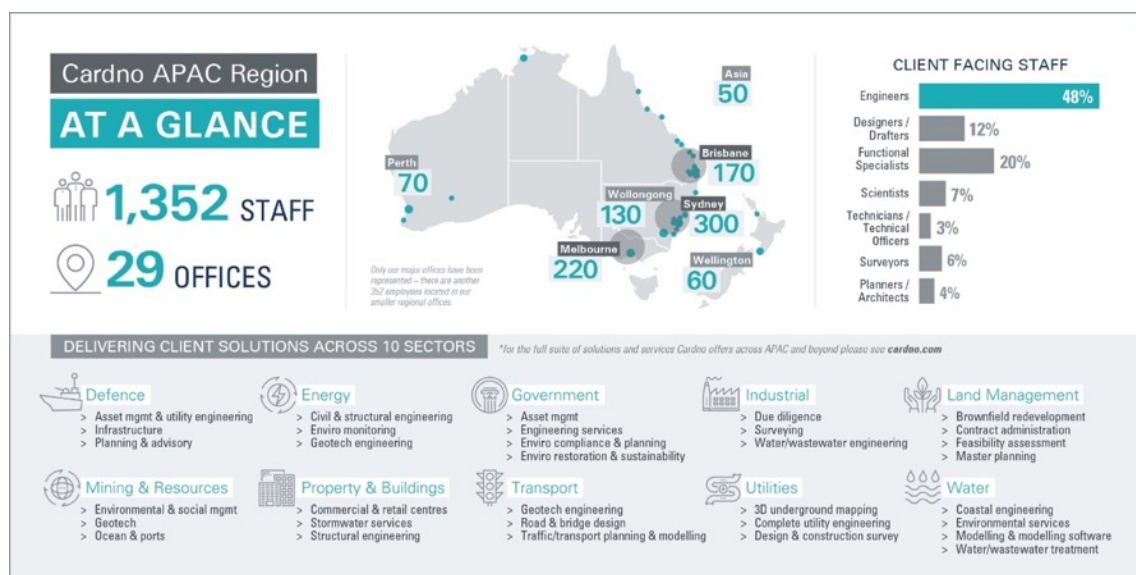 Cardno APAC Region
AT A GLANCE
1,352 STAFF
29 OFFICES
Asia
50
Perth
70
Brisbane
170
Wollongong
130
Sydney
300
Melbourne
220
Wellington
60
Only our major offices have been
represented – there are another
352 employees located in our
smaller regional offices.
CLIENT FACING STAFF
Engineers
48%
Designers /
Drafters
12%
Functional
Specialists
20%
Scientists
7%
Technicians /
Technical
Officers
3%
Surveyors
6%
Planners /
Architects
4%
DELIVERING CLIENT SOLUTIONS ACROSS 10 SECTORS
*for the full suite of solutions and services Cardno offers across APAC and beyond please see cardno.com
Defence
> Asset mgmt & utility engineering
> Infrastructure
> Planning & advisory
Energy
> Civil & structural engineering
> Enviro monitoring
> Geotech engineering
Government
> Asset mgmt
> Engineering services
> Enviro compliance & planning
> Enviro restoration & sustainability
Industrial
> Due diligence
> Surveying
> Water/wastewater engineering
Land Management
> Brownfield redevelopment
> Contract administration
> Feasibility assessment
> Master planning
Mining & Resources
> Environmental & social mgmt
> Geotech
> Ocean & ports
Property & Buildings
> Commercial & retail centres
> Stormwater services
> Structural engineering
Transport
> Geotech engineering
> Road & bridge design
> Traffic/transport planning & modelling
Utilities
> 3D underground mapping
> Complete utility engineering
> Design & construction survey
Water
> Coastal engineering
> Environmental services
> Modelling & modelling software
> Water/wastewater treatment